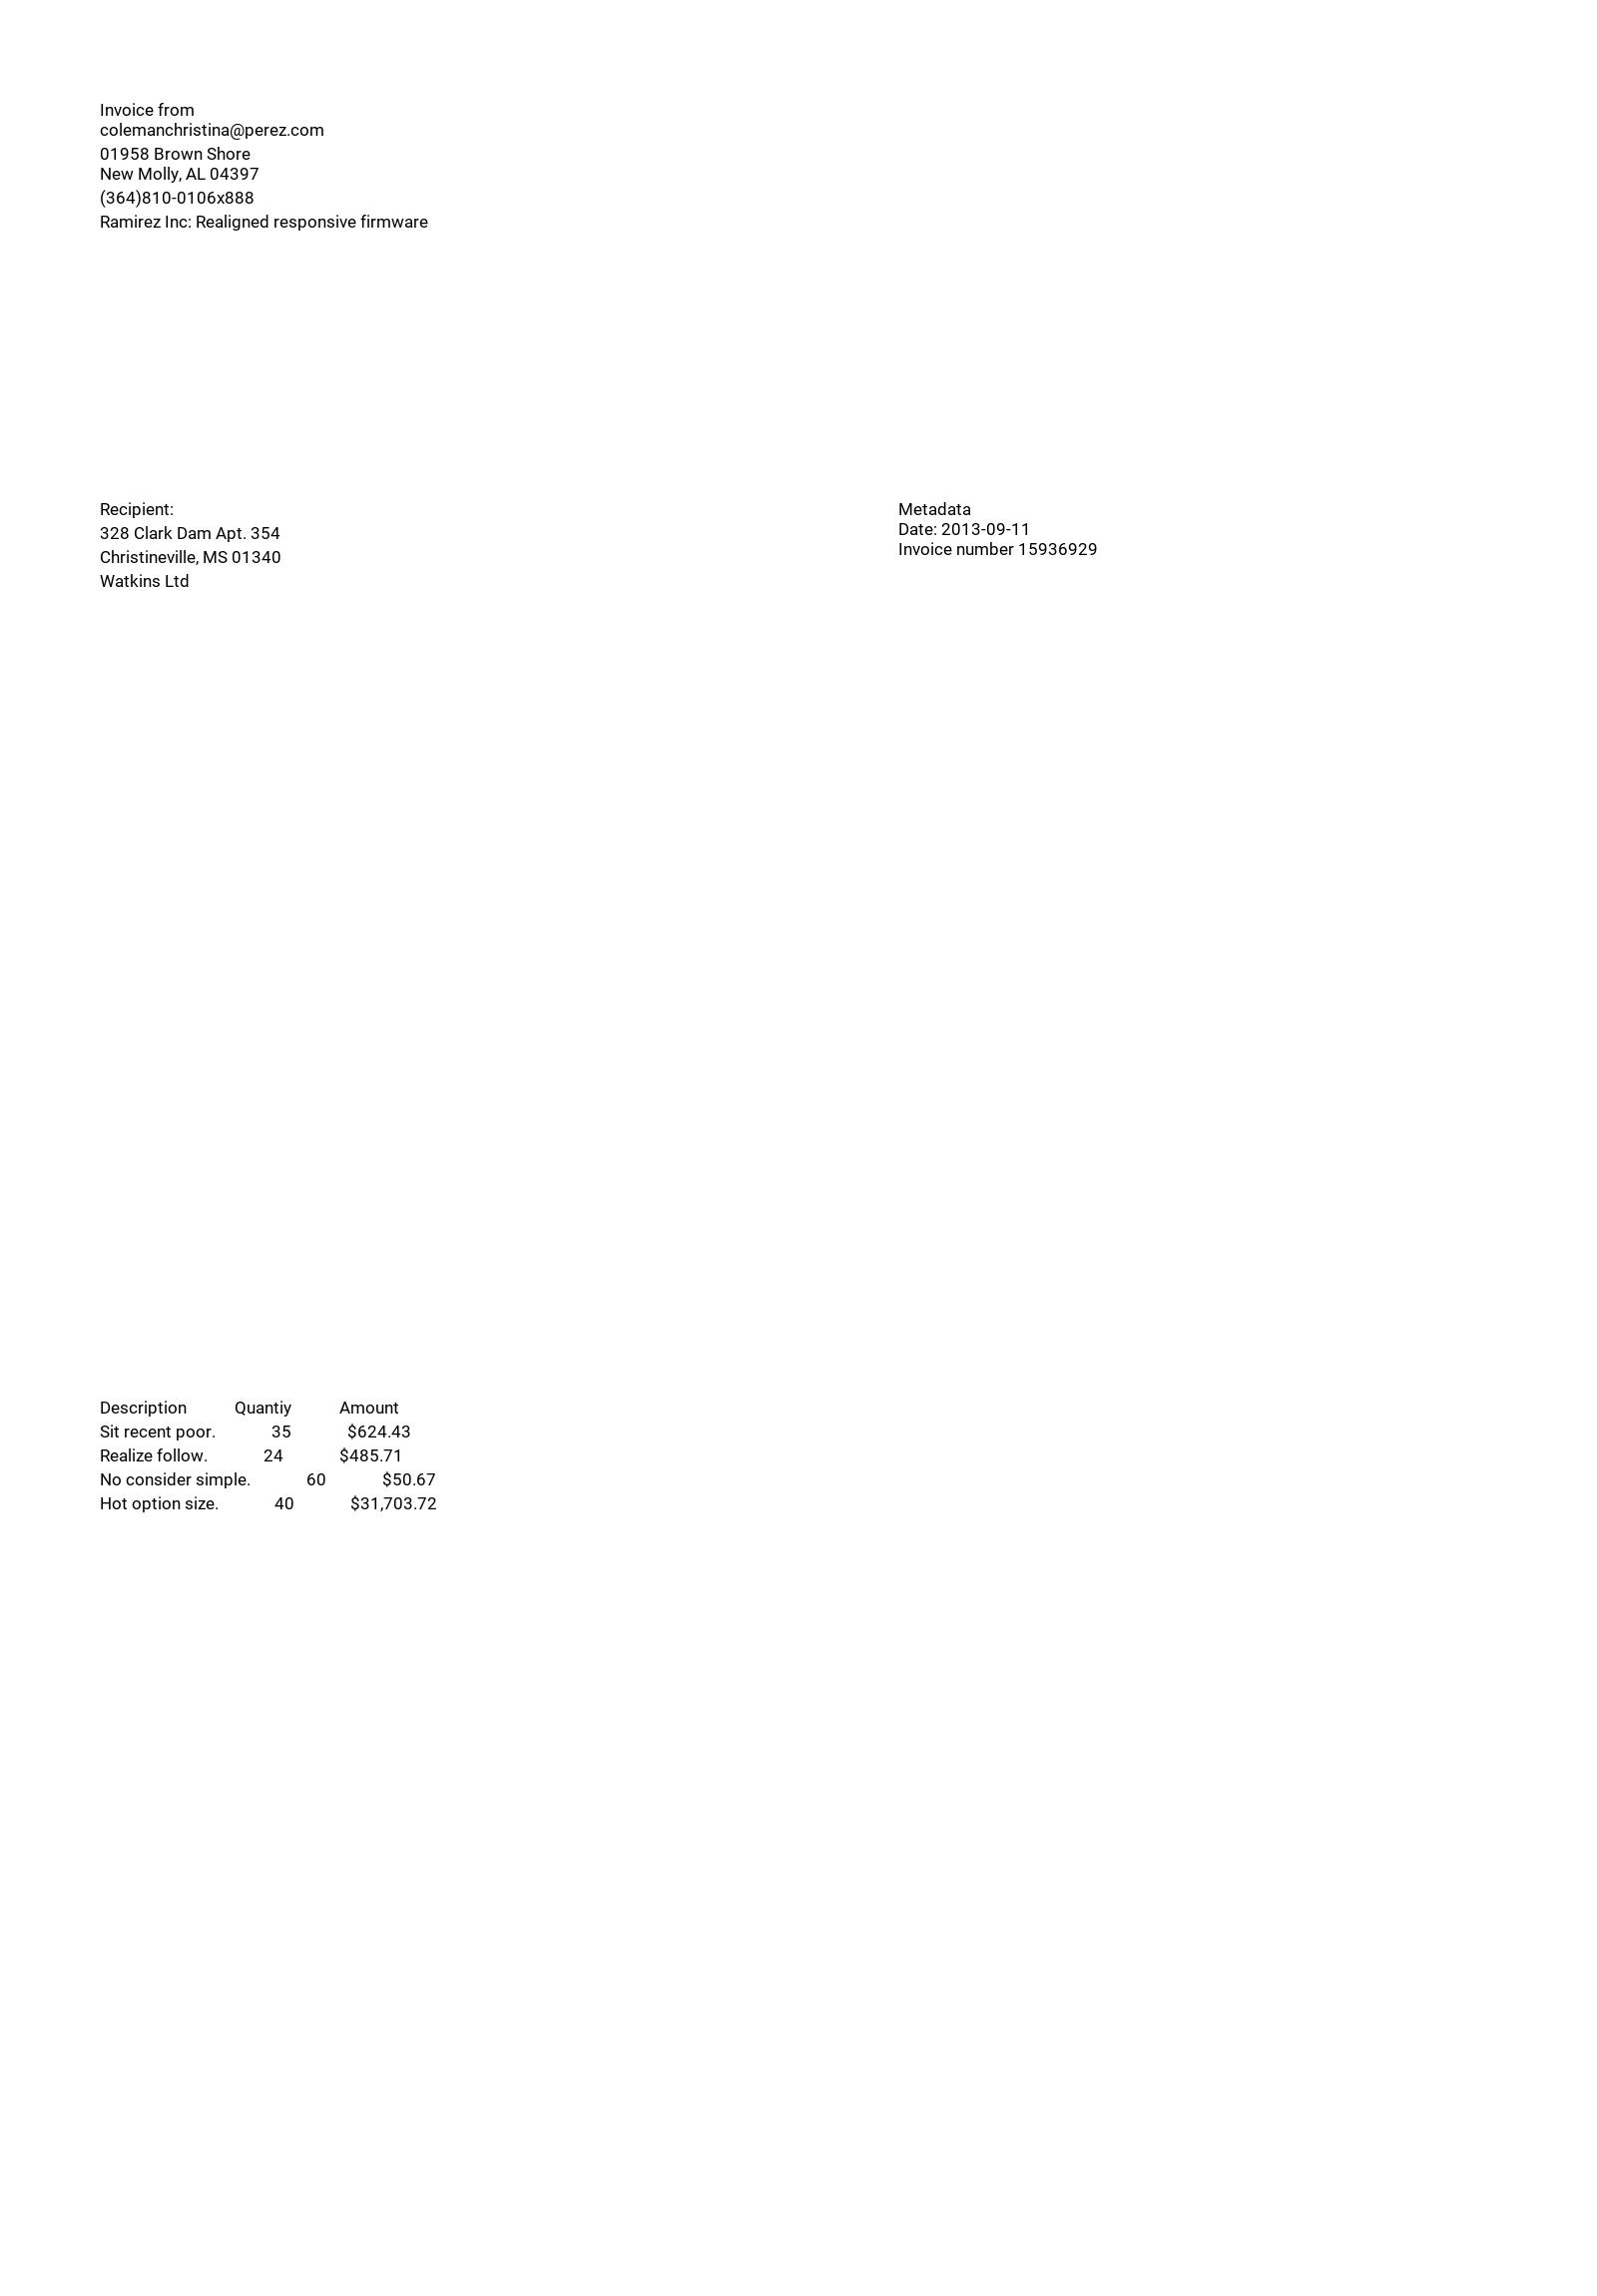 Invoice from
colemanchristina@perez.com
01958 Brown Shore
New Molly, AL 04397
(364)810-0106x888
Ramirez Inc: Realigned responsive firmware
Recipient:
328 Clark Dam Apt. 354
Christineville, MS 01340
Watkins Ltd
Metadata
Date: 2013-09-11
Invoice number 15936929
Description Quantiy Amount
Sit recent poor. 35 $624.43
Realize follow. 24 $485.71
No consider simple. 60 $50.67
Hot option size. 40 $31,703.72